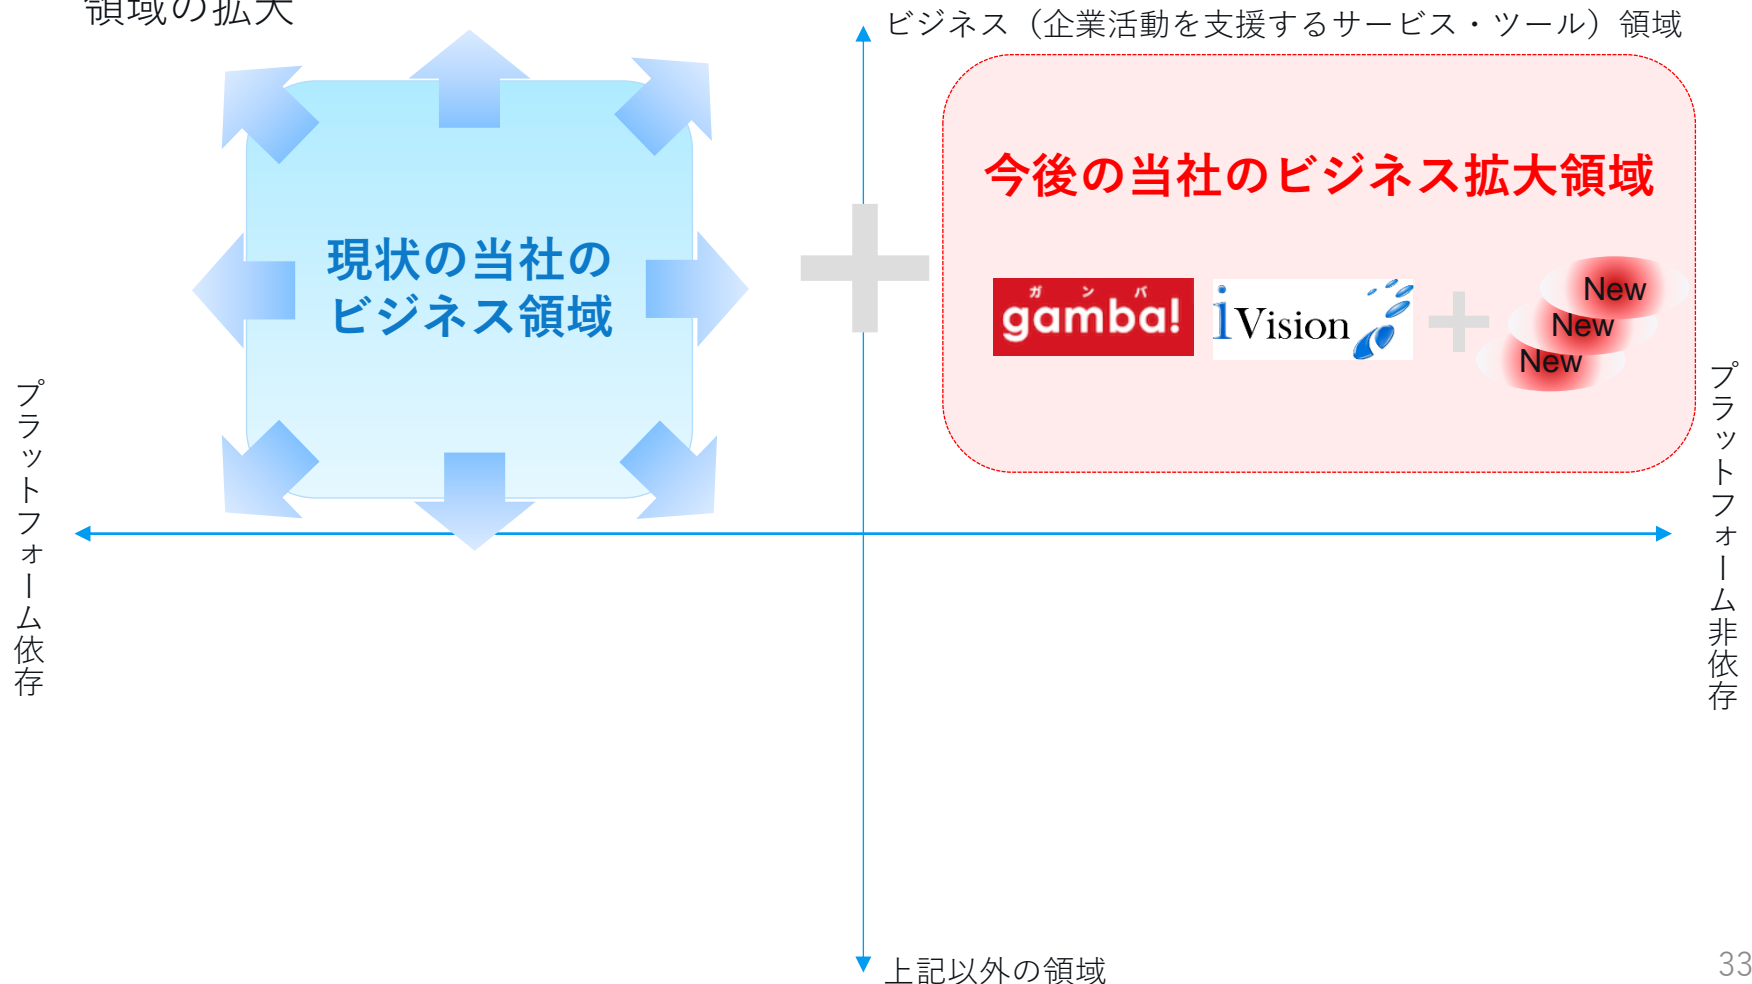 領域の拡大
ビジネス（企業活動を支援するサービス・ツール）領域
現状の当社の
ビジネス領域
今後の当社のビジネス拡大領域
ガンバ
gamba!
iVision
New
New
New
プラットフォーム依存
プラットフォーム非依存
上記以外の領域
33